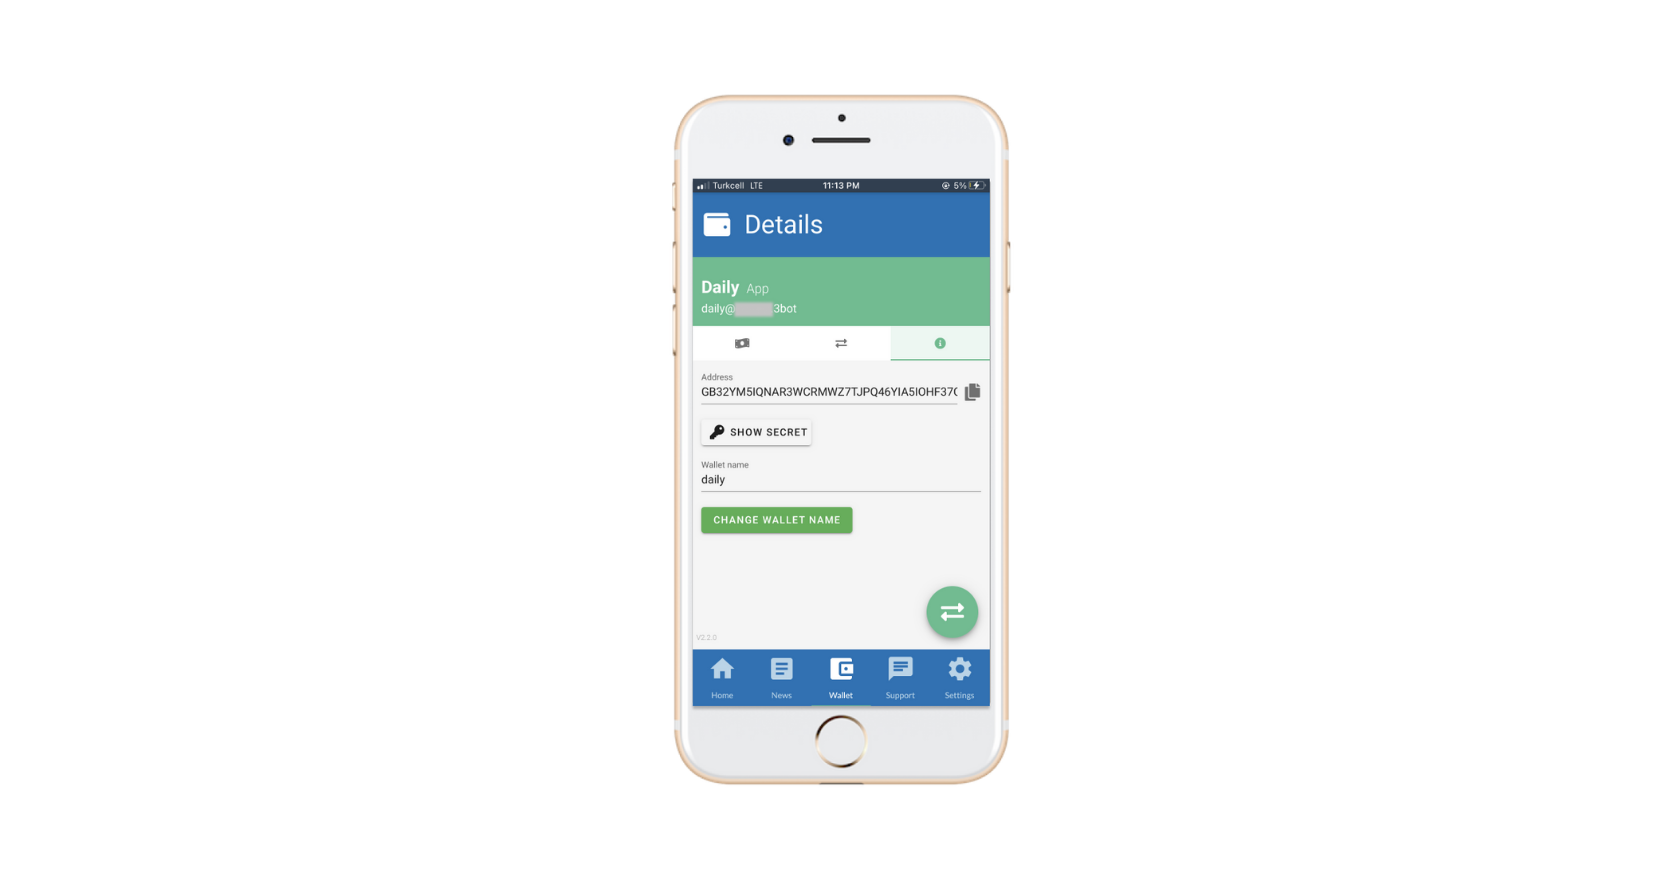 Turkcell LTE 11:13 PM 5%
Details
Daily App
daily@ 3bot
Address
GB32YM5IQNAR3WCRMWZ7TJPQ46YIA5IOHF37
SHOW SECRET
Wallet name
daily
CHANGE WALLET NAME
V2.2.0
Home News Wallet Support Settings